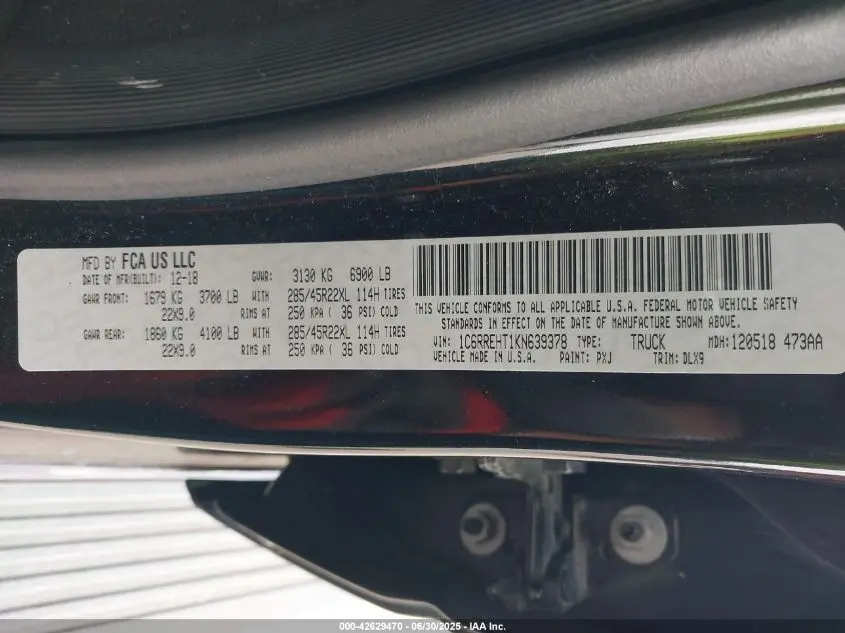 MFD BY FCA US LLC
DATE OF MFR(BUILT): 12-18 GVWR: 3130 KG 6900 LB
GAWR FRONT: 1679 KG 3700 LB WITH 285/45R22XL 114H TIRES
22X9.0 RIMS AT 250 KPA ( 36 PSI) COLD
GAWR REAR: 1860 KG 4100 LB WITH 285/45R22XL 114H TIRES
22X9.0 RIMS AT 250 KPA ( 36 PSI) COLD
THIS VEHICLE CONFORMS TO ALL APPLICABLE U.S.A. FEDERAL MOTOR VEHICLE SAFETY
STANDARDS IN EFFECT ON THE DATE OF MANUFACTURE SHOWN ABOVE.
VIN: 1C6RREHT1KN639378 TYPE: TRUCK MDH:120518 473AA
VEHICLE MADE IN U.S.A. PAINT: PXJ TRIM: DLX9
000-42629470 - 06/30/2025 - IAA Inc.